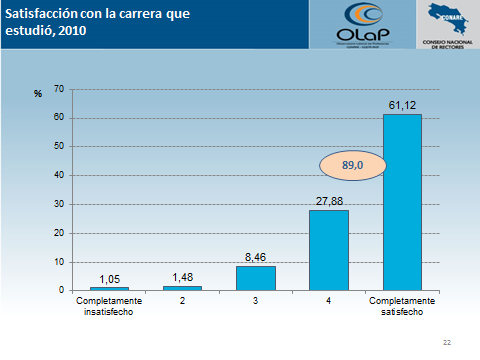 Satisfacción con la carrera que
estudió, 2010
OLaP
CONARE
CONSEJO NACIONAL
DE RECTORES
%
70
60
50
40
30
20
10
0
1,05
1,48
8,46
27,88
61,12
89,0
Completamente
insatisfecho
2
3
4
Completamente
satisfecho
22